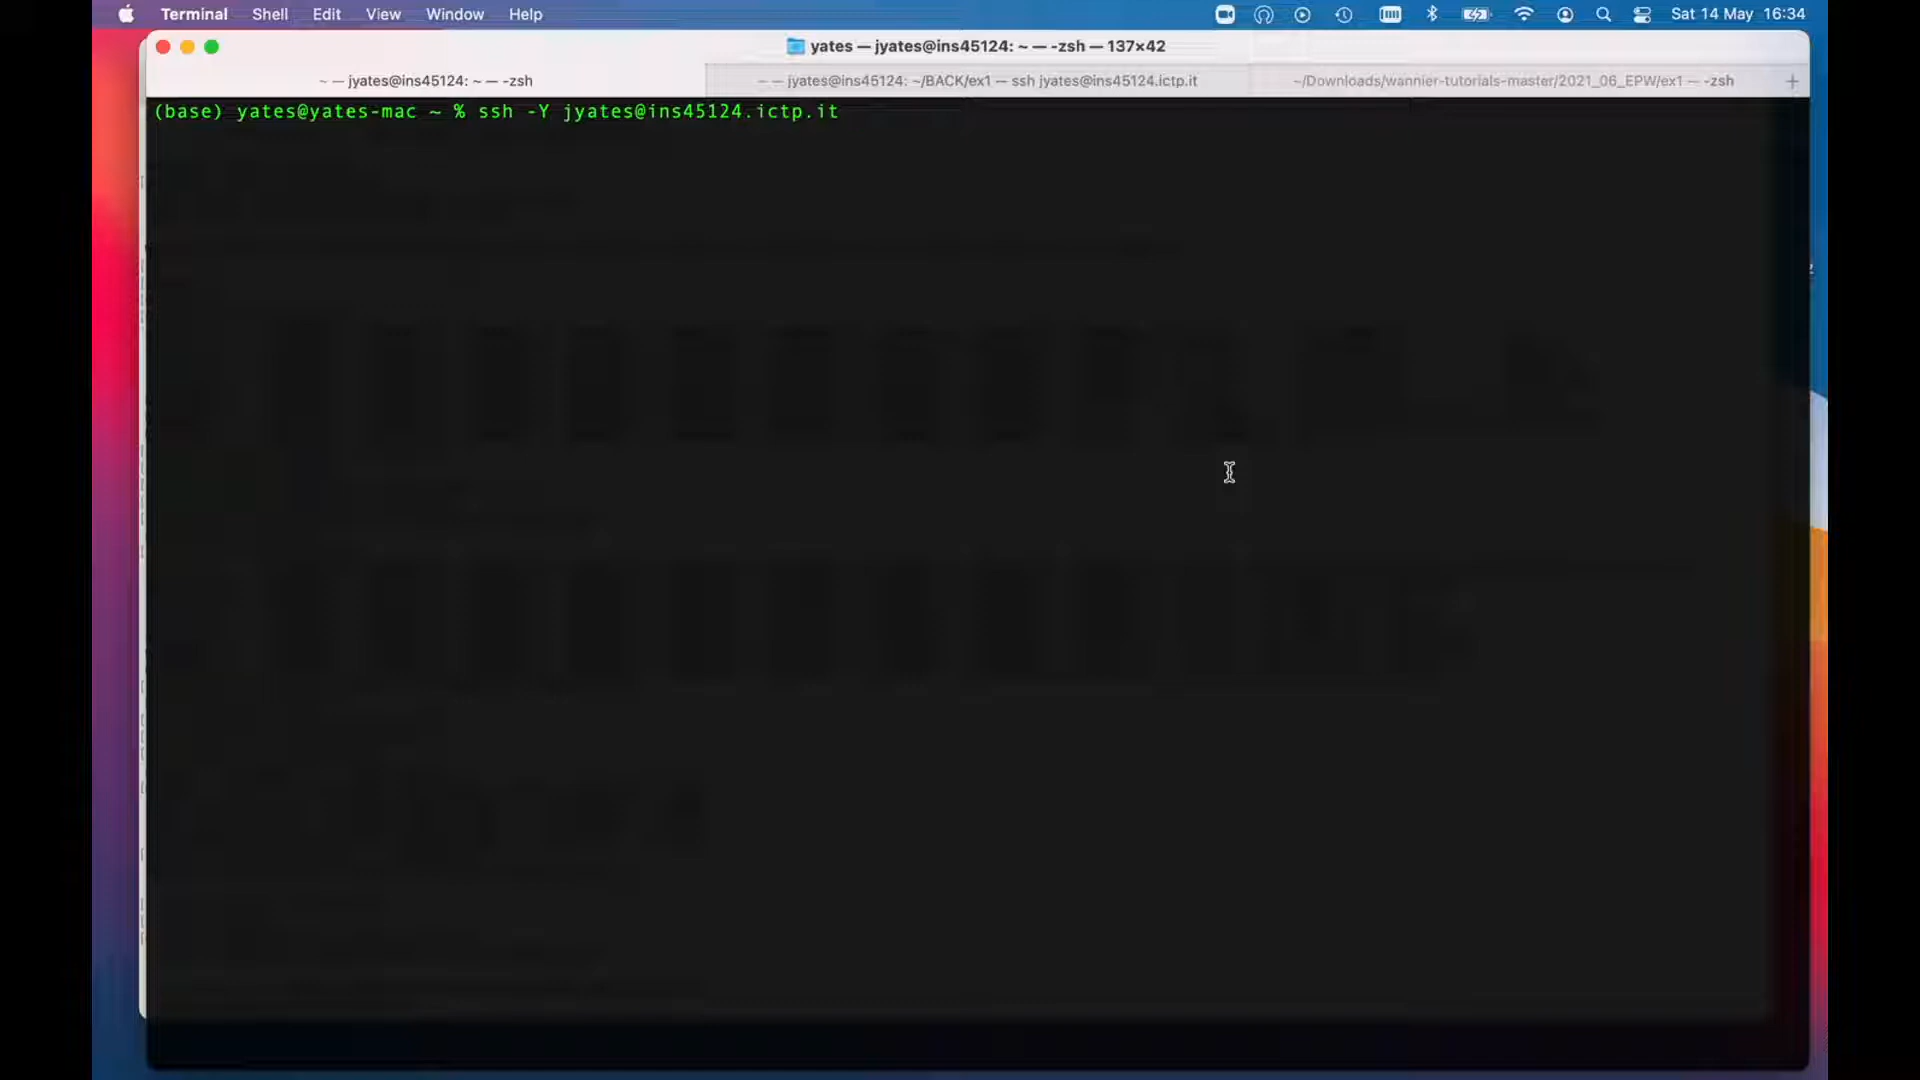 Terminal Shell Edit View Window Help Sat 14 May 16:34
yates — jyates@ins45124: ~ — -zsh — 137×42
~ — jyates@ins45124: ~ — -zsh
~ — jyates@ins45124: ~/BACK/ex1 — ssh jyates@ins45124.ictp.it
~/Downloads/wannier-tutorials-master/2021_06_EPW/ex1 — -zsh
(base) yates@yates-mac ~ % ssh -Y jyates@ins45124.ictp.it